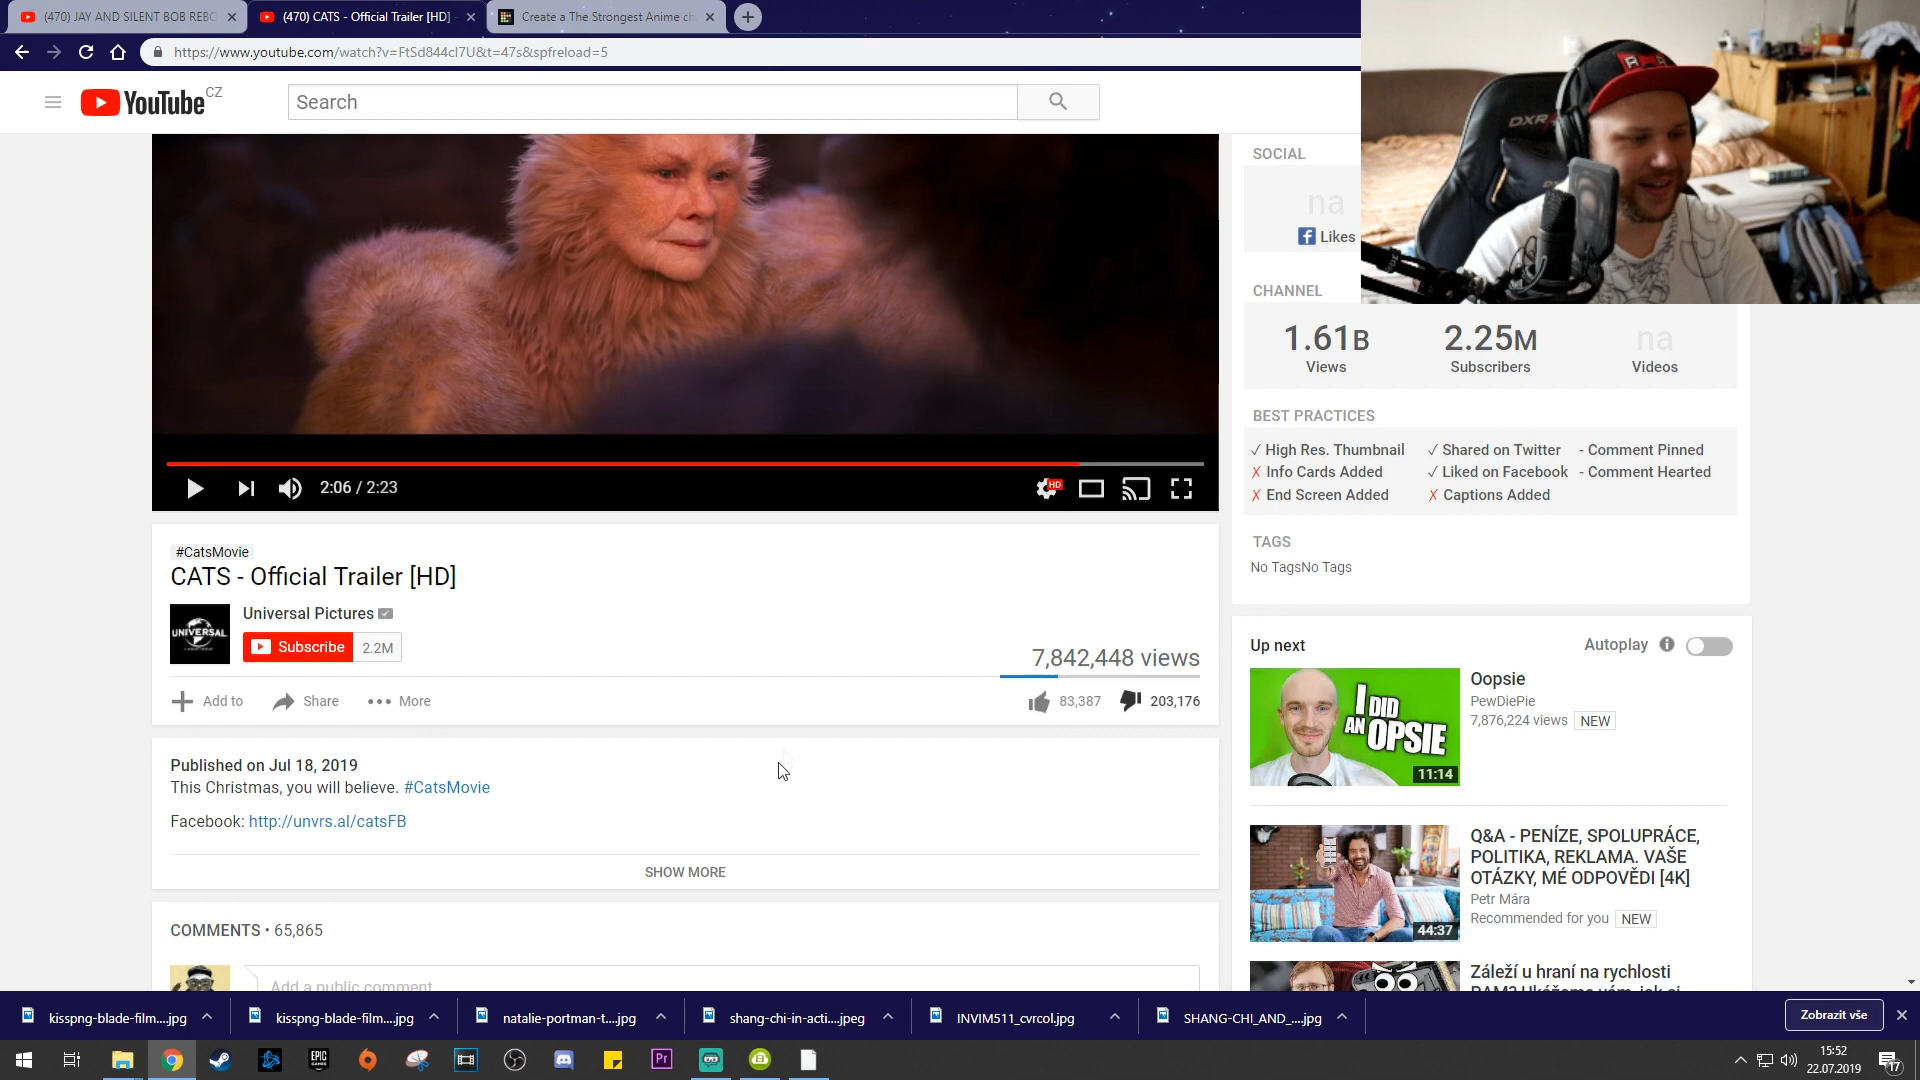 (470) JAY AND SILENT BOB REBO
(470) CATS - Official Trailer [HD]
Create a The Strongest Anime ch
https://www.youtube.com/watch?v=FtSd844cI7U&t=47s&spfreload=5
YouTube CZ
Search
DXR
SOCIAL
na
Likes
CHANNEL
1.61B
Views
2.25M
Subscribers
na
Videos
BEST PRACTICES
✓ High Res. Thumbnail ✓ Shared on Twitter - Comment Pinned
✗ Info Cards Added ✓ Liked on Facebook - Comment Hearted
✗ End Screen Added ✗ Captions Added
TAGS
No TagsNo Tags
HD
2:06 / 2:23
#CatsMovie
CATS - Official Trailer [HD]
UNIVERSAL
Universal Pictures
Subscribe 2.2M
7,842,448 views
Add to Share More
83,387 203,176
Published on Jul 18, 2019
This Christmas, you will believe. #CatsMovie
Facebook: http://unvrs.al/catsFB
SHOW MORE
COMMENTS • 65,865
Add a public comment
Up next
Autoplay
I DID
AN OPSIE
11:14
Oopsie
PewDiePie
7,876,224 views NEW
44:37
Q&A - PENÍZE, SPOLUPRÁCE,
POLITIKA, REKLAMA. VAŠE
OTÁZKY, MÉ ODPOVĚDI [4K]
Petr Mára
Recommended for you NEW
Záleží u hraní na rychlosti
kisspng-blade-film....jpg
kisspng-blade-film....jpg
natalie-portman-t....jpg
shang-chi-in-acti....jpeg
INVIM511_cvrcol.jpg
SHANG-CHI_AND_....jpg
Zobrazit vše
EPIC
Pr
15:52
22.07.2019
17